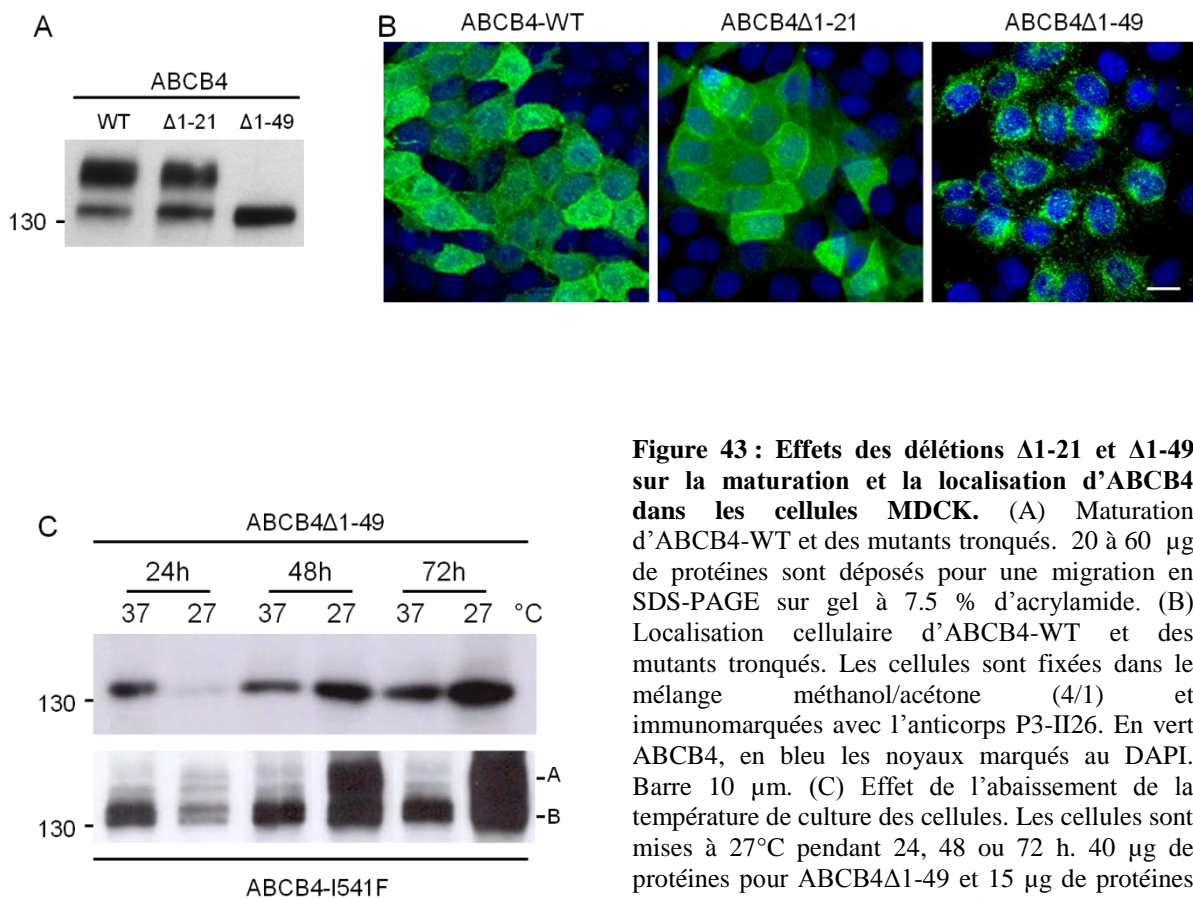 A
ABCB4
WT Δ1-21 Δ1-49
130
B
ABCB4-WT ABCB4Δ1-21 ABCB4Δ1-49
C
ABCB4Δ1-49
24h 48h 72h
37 27 37 27 37 27 °C
130
A
B
130
ABCB4-I541F
Figure 43 : Effets des délétions Δ1-21 et Δ1-49
sur la maturation et la localisation d’ABCB4
dans les cellules MDCK. (A) Maturation
d’ABCB4-WT et des mutants tronqués. 20 à 60 µg
de protéines sont déposés pour une migration en
SDS-PAGE sur gel à 7.5 % d’acrylamide. (B)
Localisation cellulaire d’ABCB4-WT et des
mutants tronqués. Les cellules sont fixées dans le
mélange méthanol/acétone (4/1) et
immunomarquées avec l’anticorps P3-II26. En vert
ABCB4, en bleu les noyaux marqués au DAPI.
Barre 10 µm. (C) Effet de l’abaissement de la
température de culture des cellules. Les cellules sont
mises à 27°C pendant 24, 48 ou 72 h. 40 µg de
protéines pour ABCB4Δ1-49 et 15 µg de protéines